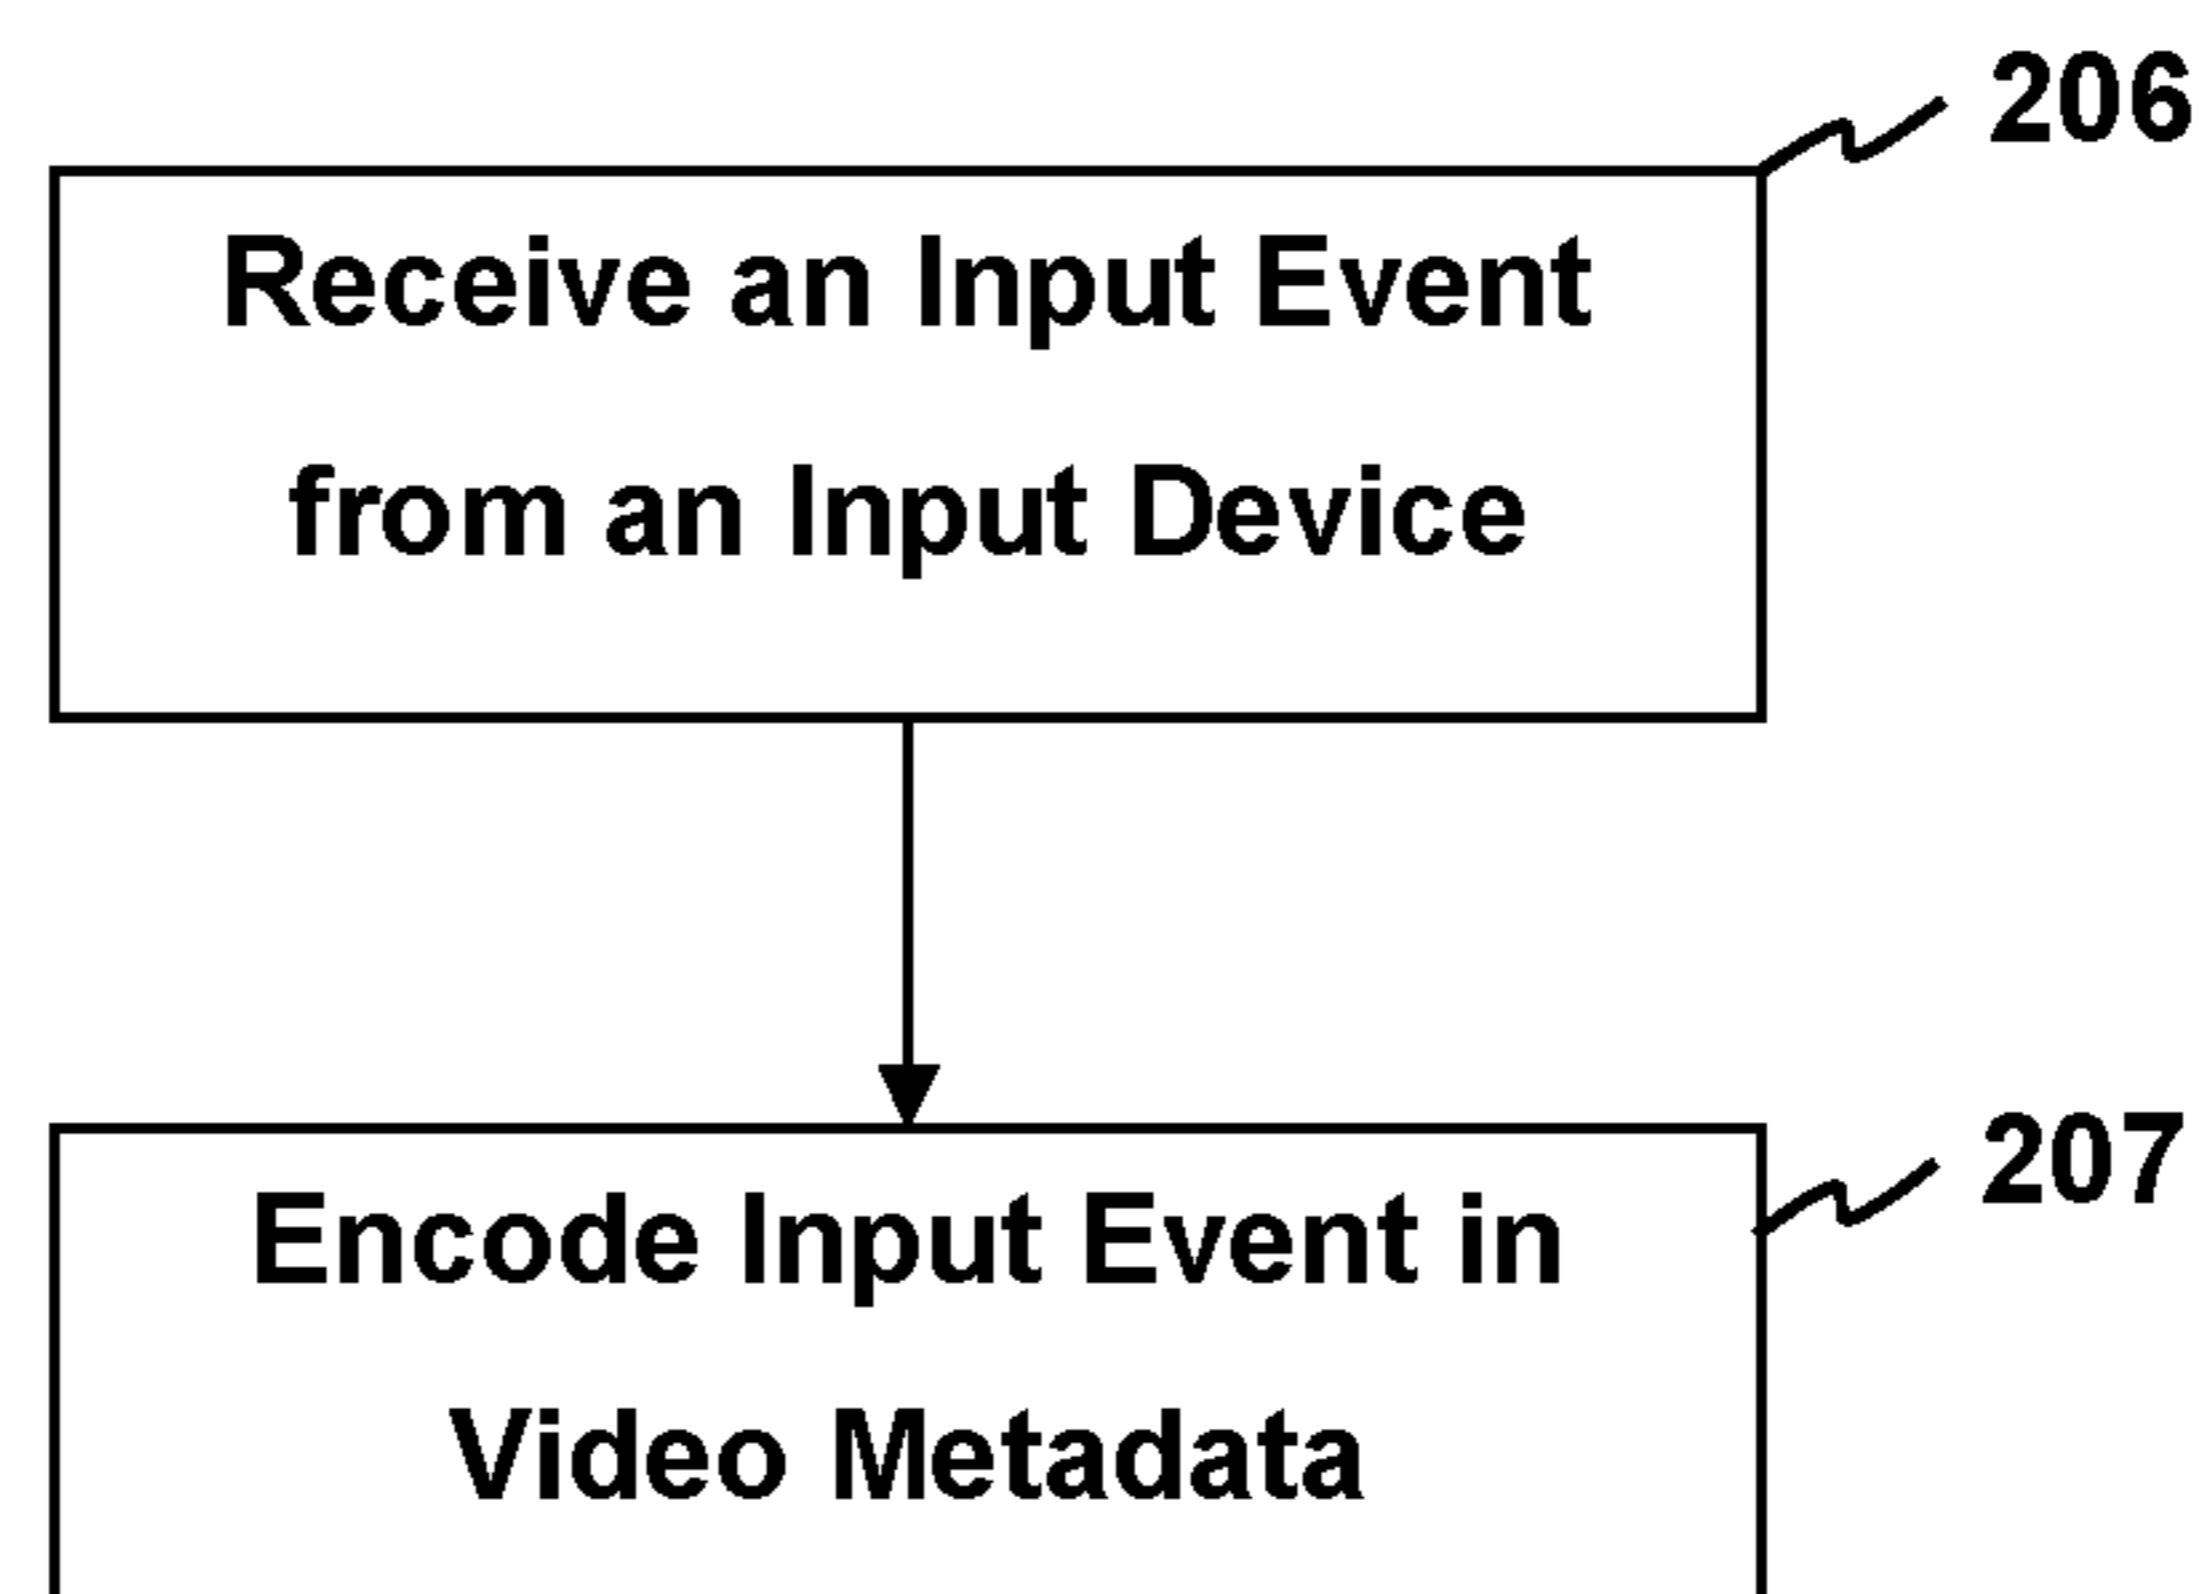 206
Receive an Input Event
from an Input Device
207
Encode Input Event in
Video Metadata